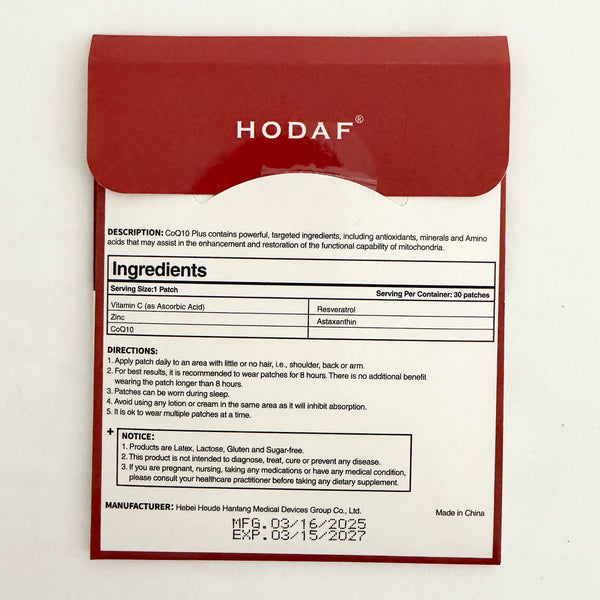 HODAF®
DESCRIPTION: CoQ10 Plus contains powerful, targeted ingredients, including antioxidants, minerals and Amino
acids that may assist in the enhancement and restoration of the functional capability of mitochondria.
Ingredients
Serving Size:1 Patch Serving Per Container: 30 patches
Vitamin C (as Ascorbic Acid) Resveratrol
Zinc Astaxanthin
CoQ10
DIRECTIONS:
1. Apply patch daily to an area with little or no hair, i.e., shoulder, back or arm.
2. For best results, it is recommended to wear patches for 8 hours. There is no additional benefit
wearing the patch longer than 8 hours.
3. Patches can be worn during sleep.
4. Avoid using any lotion or cream in the same area as it will inhibit absorption.
5. It is ok to wear multiple patches at a time.
+ NOTICE:
1. Products are Latex, Lactose, Gluten and Sugar-free.
2. This product is not intended to diagnose, treat, cure or prevent any disease.
3. If you are pregnant, nursing, taking any medications or have any medical condition,
please consult your healthcare practitioner before taking any dietary supplement.
MANUFACTURER: Hebei Houde Hanfang Medical Devices Group Co., Ltd. Made in China
MFG.03/16/2025
EXP.03/15/2027